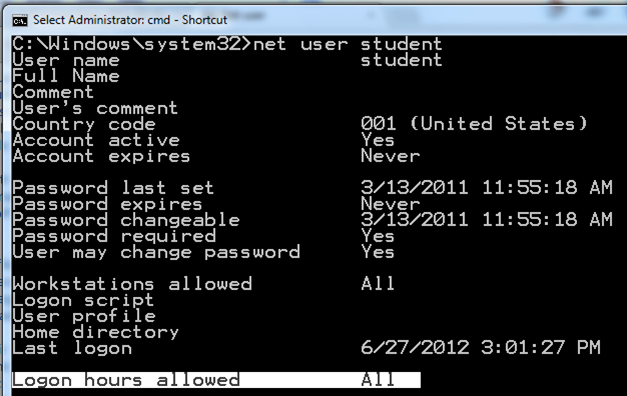 Select Administrator: cmd - Shortcut
C:\Windows\system32>net user student
User name student
Full Name
Comment
User's comment
Country code 001 (United States)
Account active Yes
Account expires Never
Password last set 3/13/2011 11:55:18 AM
Password expires Never
Password changeable 3/13/2011 11:55:18 AM
Password required Yes
User may change password Yes
Workstations allowed All
Logon script
User profile
Home directory
Last logon 6/27/2012 3:01:27 PM
Logon hours allowed All